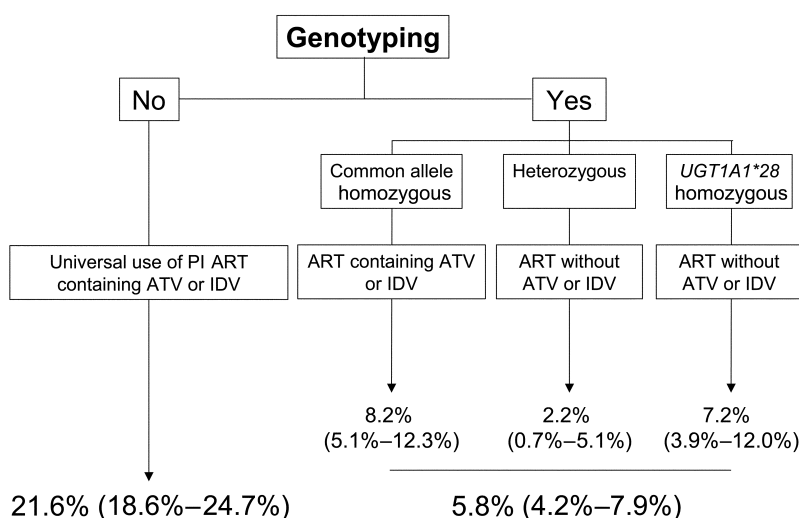 Genotyping
No
Yes
Common allele
homozygous
Heterozygous
UGT1A1*28
homozygous
Universal use of PI ART
containing ATV or IDV
ART containing ATV
or IDV
ART without
ATV or IDV
ART without
ATV or IDV
8.2%
(5.1%–12.3%)
2.2%
(0.7%–5.1%)
7.2%
(3.9%–12.0%)
21.6% (18.6%–24.7%)
5.8% (4.2%–7.9%)